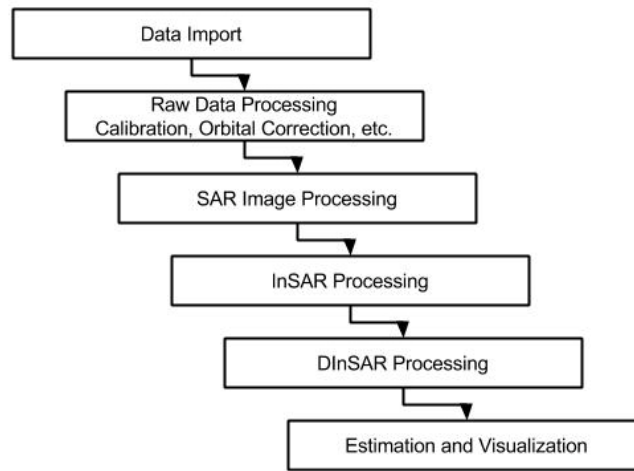 Data Import
Raw Data Processing
Calibration, Orbital Correction, etc.
SAR Image Processing
InSAR Processing
DInSAR Processing
Estimation and Visualization